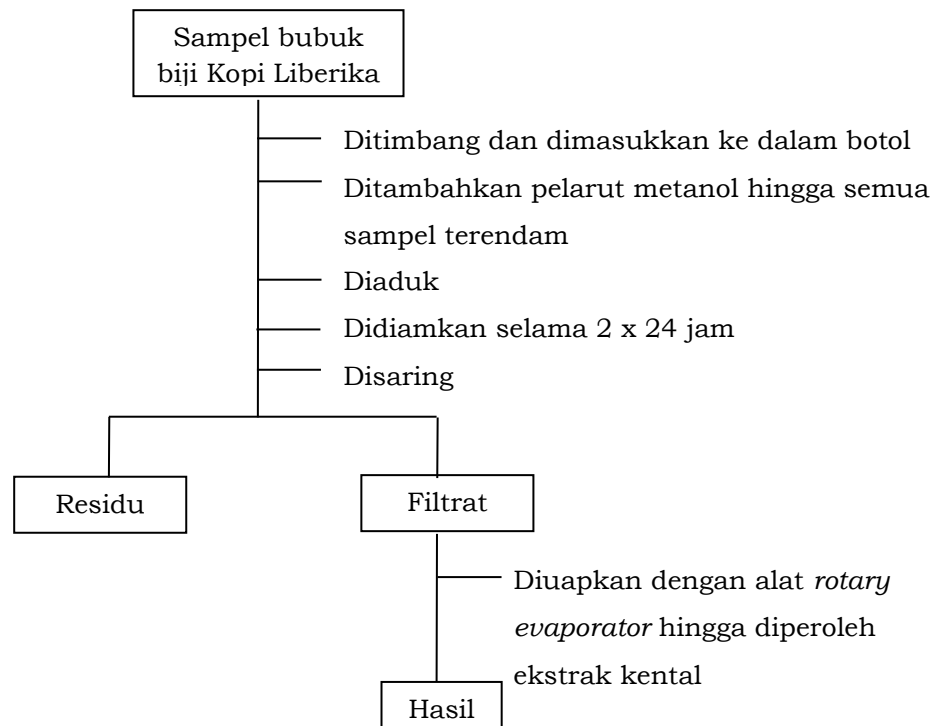 Sampel bubuk
biji Kopi Liberika
Ditimbang dan dimasukkan ke dalam botol
Ditambahkan pelarut metanol hingga semua
sampel terendam
Diaduk
Didiamkan selama 2 x 24 jam
Disaring
Residu
Filtrat
Diuapkan dengan alat rotary
evaporator hingga diperoleh
ekstrak kental
Hasil